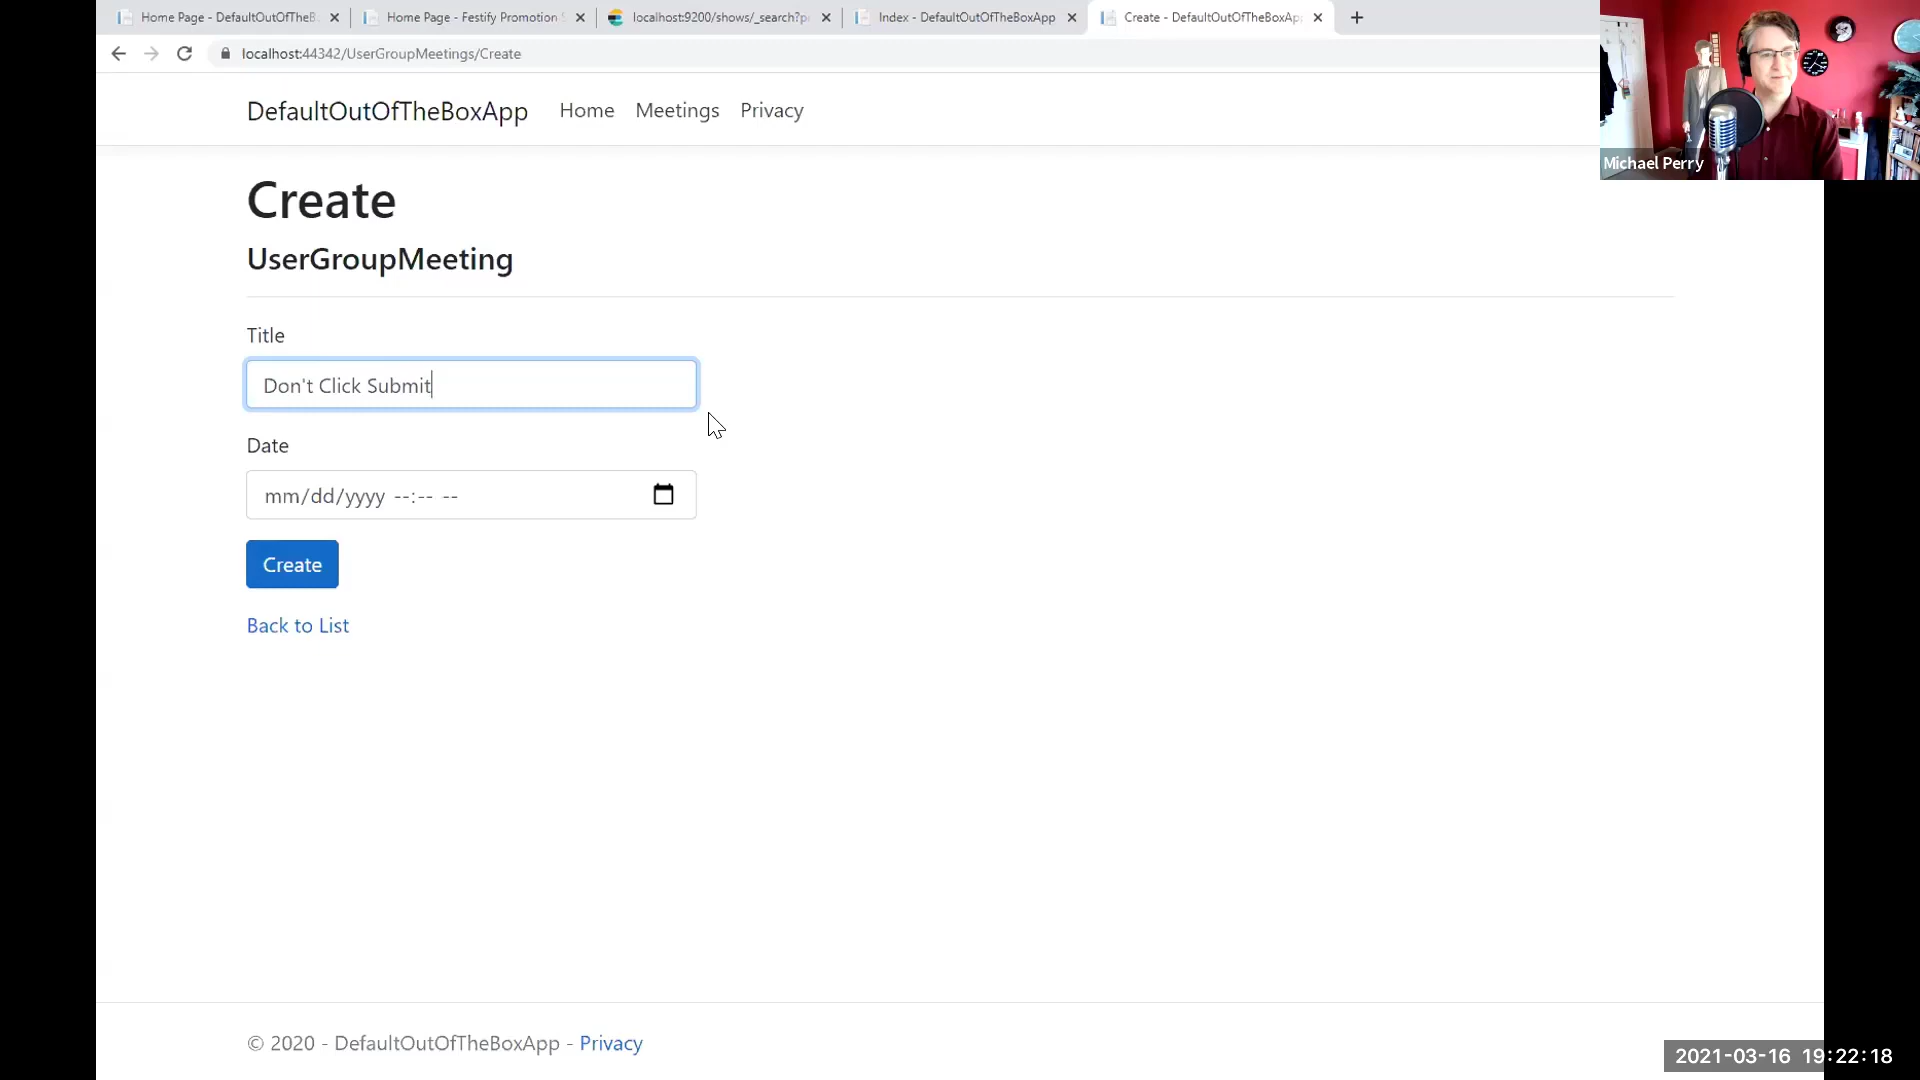 Home Page - DefaultOutOfTheB
Home Page - Festify Promotion S
localhost:9200/shows/_search?p
Index - DefaultOutOfTheBoxApp
Create - DefaultOutOfTheBoxAp
localhost:44342/UserGroupMeetings/Create
DefaultOutOfTheBoxApp Home Meetings Privacy
Michael Perry
Create
UserGroupMeeting
Title
Don't Click Submit
Date
mm/dd/yyyy --:-- --
Create
Back to List
© 2020 - DefaultOutOfTheBoxApp - Privacy
2021-03-16 19:22:18